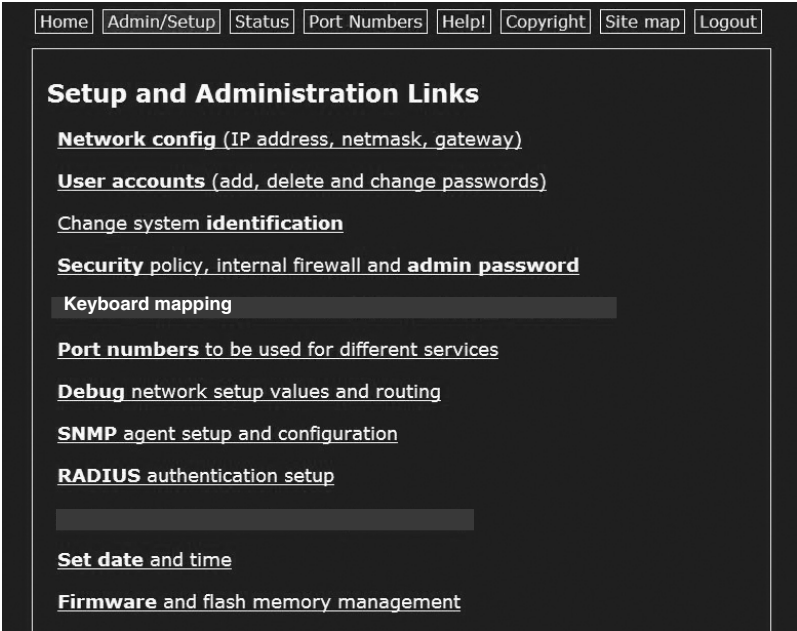 Home Admin/Setup Status Port Numbers Help! Copyright Site map Logout
Setup and Administration Links
Network config (IP address, netmask, gateway)
User accounts (add, delete and change passwords)
Change system identification
Security policy, internal firewall and admin password
Keyboard mapping
Port numbers to be used for different services
Debug network setup values and routing
SNMP agent setup and configuration
RADIUS authentication setup
Set date and time
Firmware and flash memory management